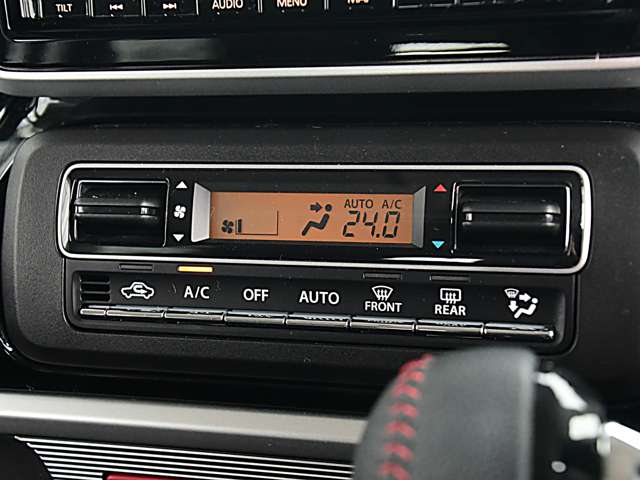 TILT AUDIO MENU
AUTO A/C
24.0
A/C OFF AUTO FRONT REAR